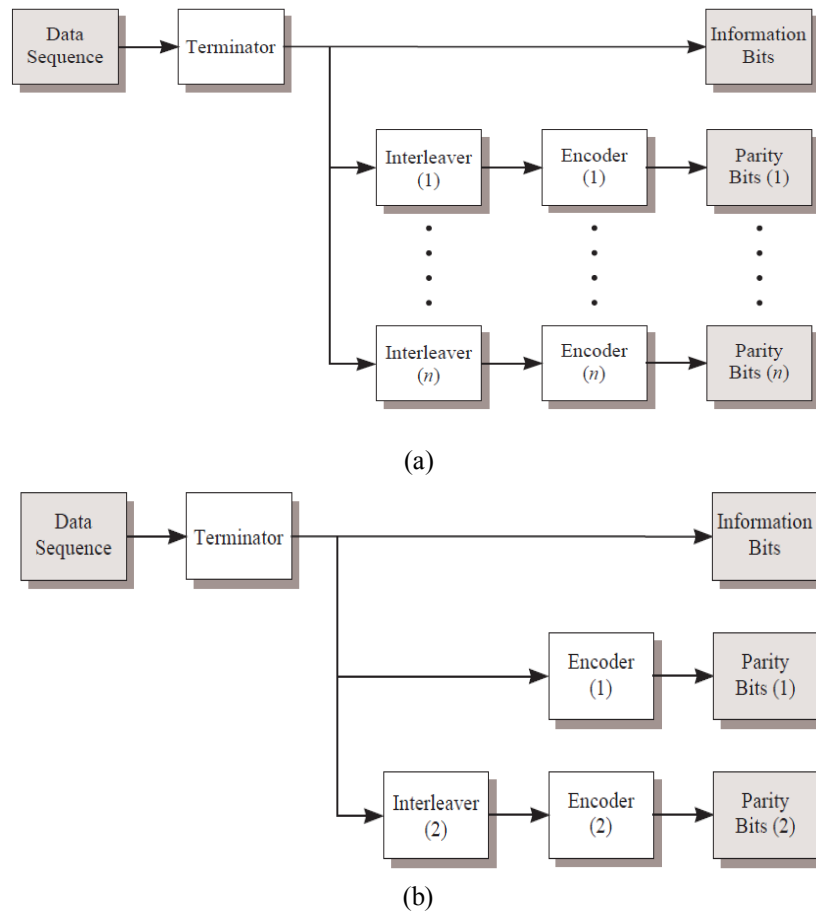 Data
Sequence
Terminator
Information
Bits
Interleaver
(1)
Encoder
(1)
Parity
Bits (1)
Interleaver
(n)
Encoder
(n)
Parity
Bits (n)
(a)
Data
Sequence
Terminator
Information
Bits
Encoder
(1)
Parity
Bits (1)
Interleaver
(2)
Encoder
(2)
Parity
Bits (2)
(b)